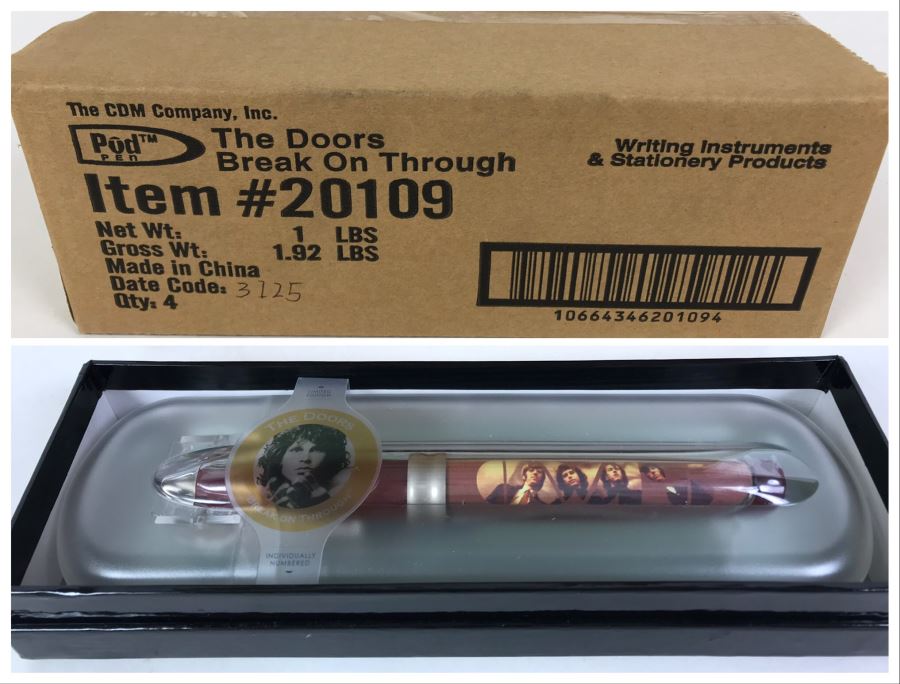 The CDM Company, Inc.
Pod™
PEN
The Doors
Break On Through
Writing Instruments
& Stationery Products
Item #20109
Net Wt: 1 LBS
Gross Wt: 1.92 LBS
Made in China
Date Code: 3125
Qty: 4
10664346201094
LIMITED
EDITION
THE DOORS
BREAK ON THROUGH
INDIVIDUALLY
NUMBERED